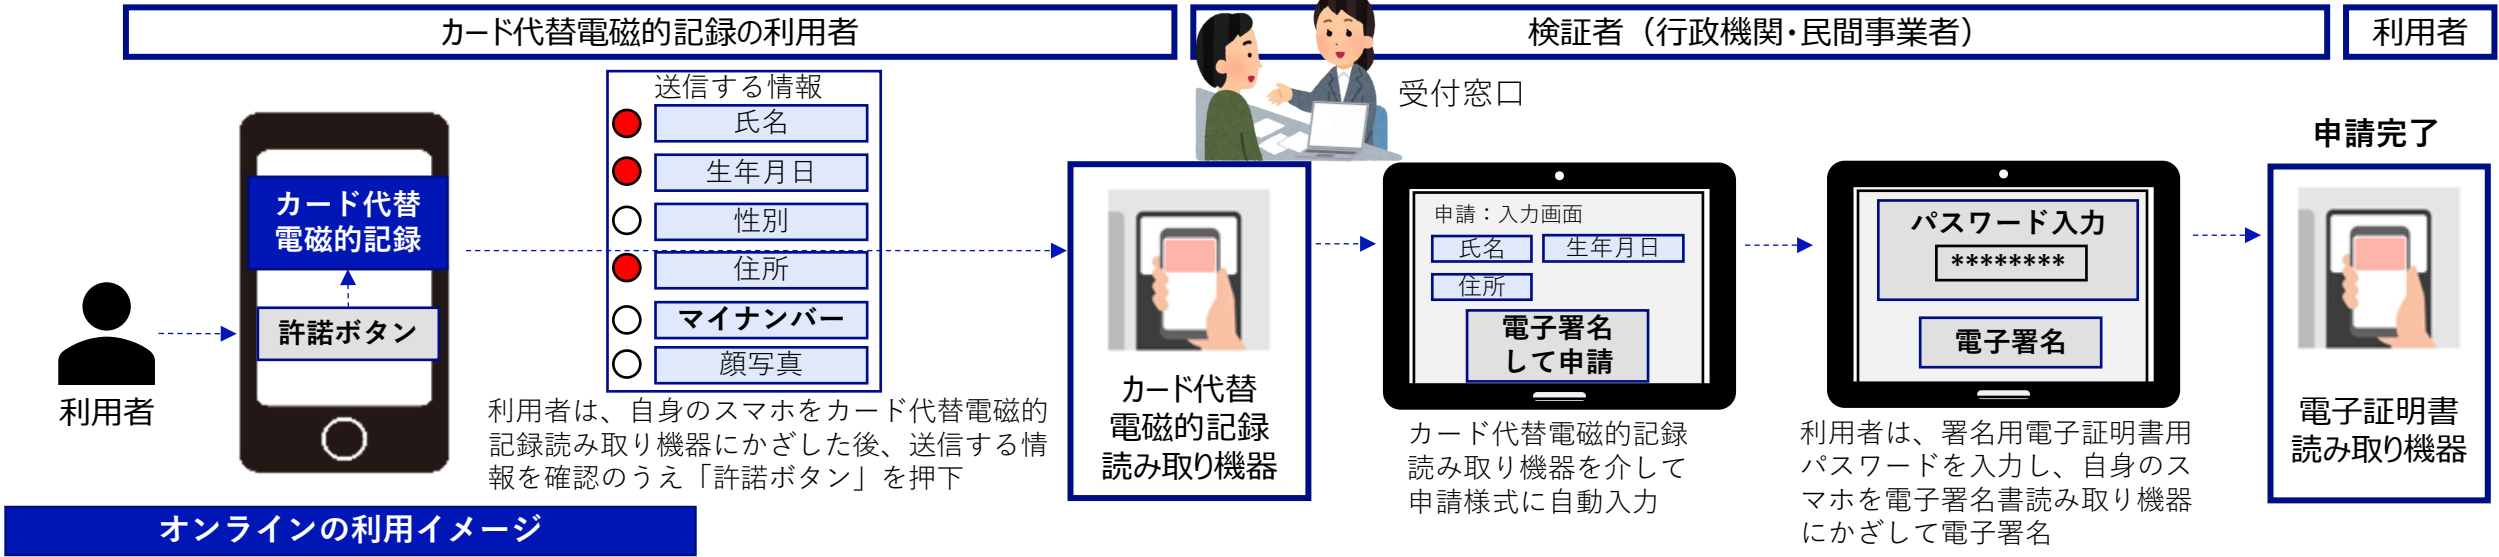 カード代替電磁的記録の利用者
検証者（行政機関・民間事業者）
利用者
受付窓口
送信する情報
氏名
生年月日
性別
住所
マイナンバー
顔写真
カード代替
電磁的記録
許諾ボタン
利用者
利用者は、自身のスマホをカード代替電磁的
記録読み取り機器にかざした後、送信する情
報を確認のうえ「許諾ボタン」を押下
カード代替
電磁的記録
読み取り機器
申請：入力画面
氏名
生年月日
住所
電子署名
して申請
カード代替電磁的記録
読み取り機器を介して
申請様式に自動入力
パスワード入力
********
電子署名
利用者は、署名用電子証明書用
パスワードを入力し、自身のス
マホを電子署名書読み取り機器
にかざして電子署名
申請完了
電子証明書
読み取り機器
オンラインの利用イメージ